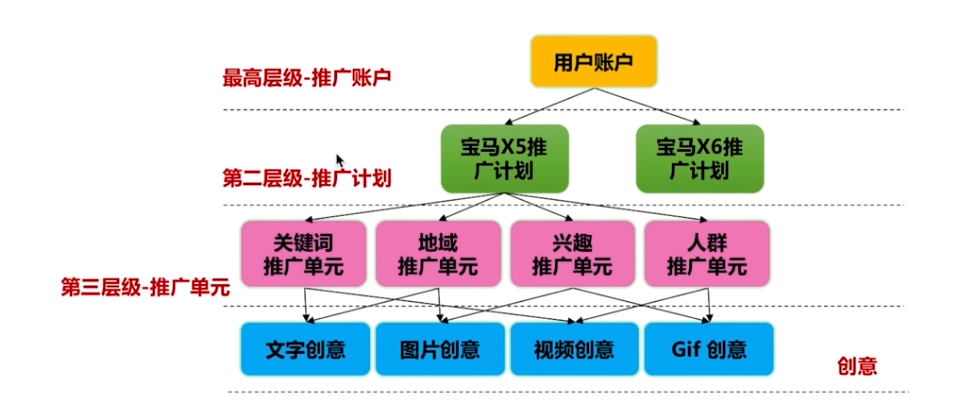 用户账户
最高层级-推广账户
宝马X5推
广计划
宝马X6推
广计划
第二层级-推广计划
关键词
推广单元
地域
推广单元
兴趣
推广单元
人群
推广单元
第三层级-推广单元
文字创意
图片创意
视频创意
Gif 创意
创意